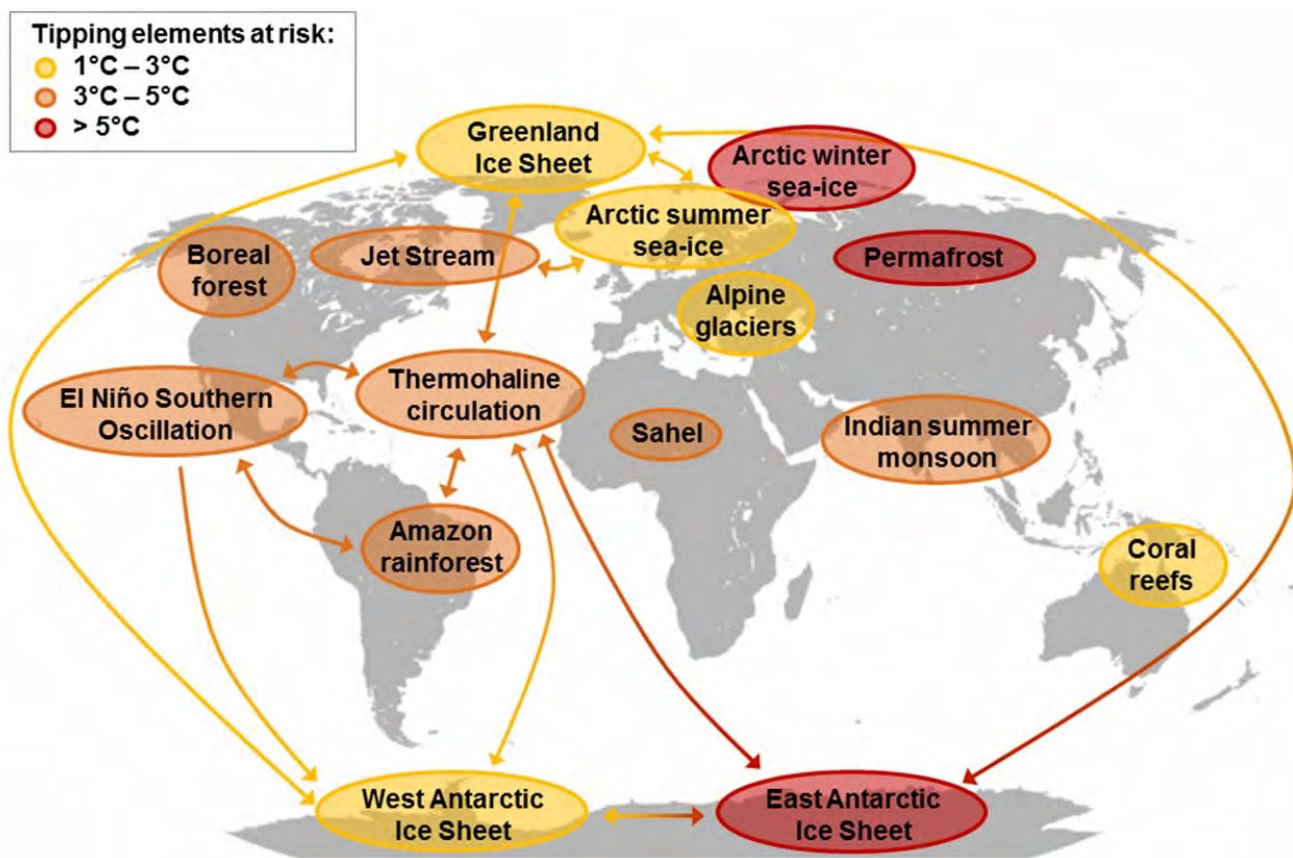 Tipping elements at risk:
1°C – 3°C
3°C – 5°C
> 5°C
Greenland
Ice Sheet
Arctic winter
sea-ice
Arctic summer
sea-ice
Boreal
forest
Jet Stream
Permafrost
Alpine
glaciers
El Niño Southern
Oscillation
Thermohaline
circulation
Sahel
Indian summer
monsoon
Amazon
rainforest
Coral
reefs
West Antarctic
Ice Sheet
East Antarctic
Ice Sheet